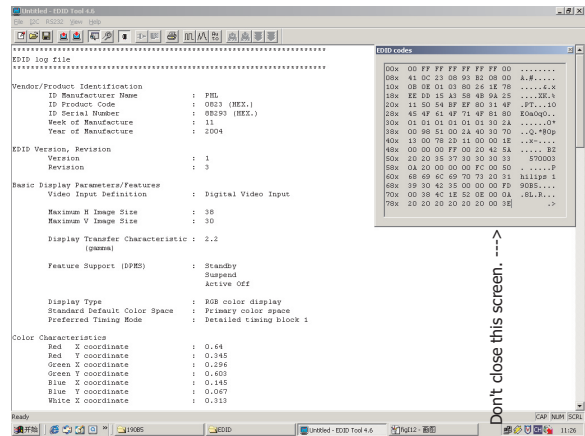 Untitled - EDID Tool 4.6
File I2C RS232 View Help
EDID log file
Vendor/Product Identification
ID Manufacturer Name : PHL
ID Product Code : 0823 (HEX.)
ID Serial Number : 8B293 (HEX.)
Week of Manufacture : 11
Year of Manufacture : 2004
EDID Version, Revision
Version : 1
Revision : 3
Basic Display Parameters/Features
Video Input Definition : Digital Video Input
Maximum H Image Size : 38
Maximum V Image Size : 30
Display Transfer Characteristic : 2.2
(gamma)
Feature Support (DPMS) : Standby
Suspend
Active Off
Display Type : RGB color display
Standard Default Color Space : Primary color space
Preferred Timing Mode : Detailed timing block 1
Color Characteristics
Red X coordinate : 0.64
Red Y coordinate : 0.345
Green X coordinate : 0.296
Green Y coordinate : 0.603
Blue X coordinate : 0.145
Blue Y coordinate : 0.067
White X coordinate : 0.313
EDID codes
00x 00 FF FF FF FF FF FF 00 ........
08x 41 0C 23 08 93 B2 08 00 A.#.....
10x 0B 0E 01 03 80 26 1E 78 .....&.x
18x EE DD 15 A3 58 4B 9A 25 ....XK.%
20x 11 50 54 BF EF 80 31 4F .PT...1O
28x 45 4F 61 4F 71 4F 81 80 EOaOqO..
30x 01 01 01 01 01 01 30 2A ......0*
38x 00 98 51 00 2A 40 30 70 ..Q.*@0p
40x 13 00 78 2D 11 00 00 1E ..x-....
48x 00 00 00 FF 00 20 42 5A ..... BZ
50x 20 20 35 37 30 30 30 33 570003
58x 0A 20 00 00 00 FC 00 50 . .....P
60x 68 69 6C 69 70 73 20 31 hilips 1
68x 39 30 42 35 00 00 00 FD 90B5....
70x 00 38 4C 1E 52 0E 00 0A .8L.R...
78x 20 20 20 20 20 20 00 3E .>
Don't close this screen. --->
Ready
CAP NUM SCRL
开始
190B5
EDID
Untitled - EDID Tool 4.6
figI12 - 画图
11:26